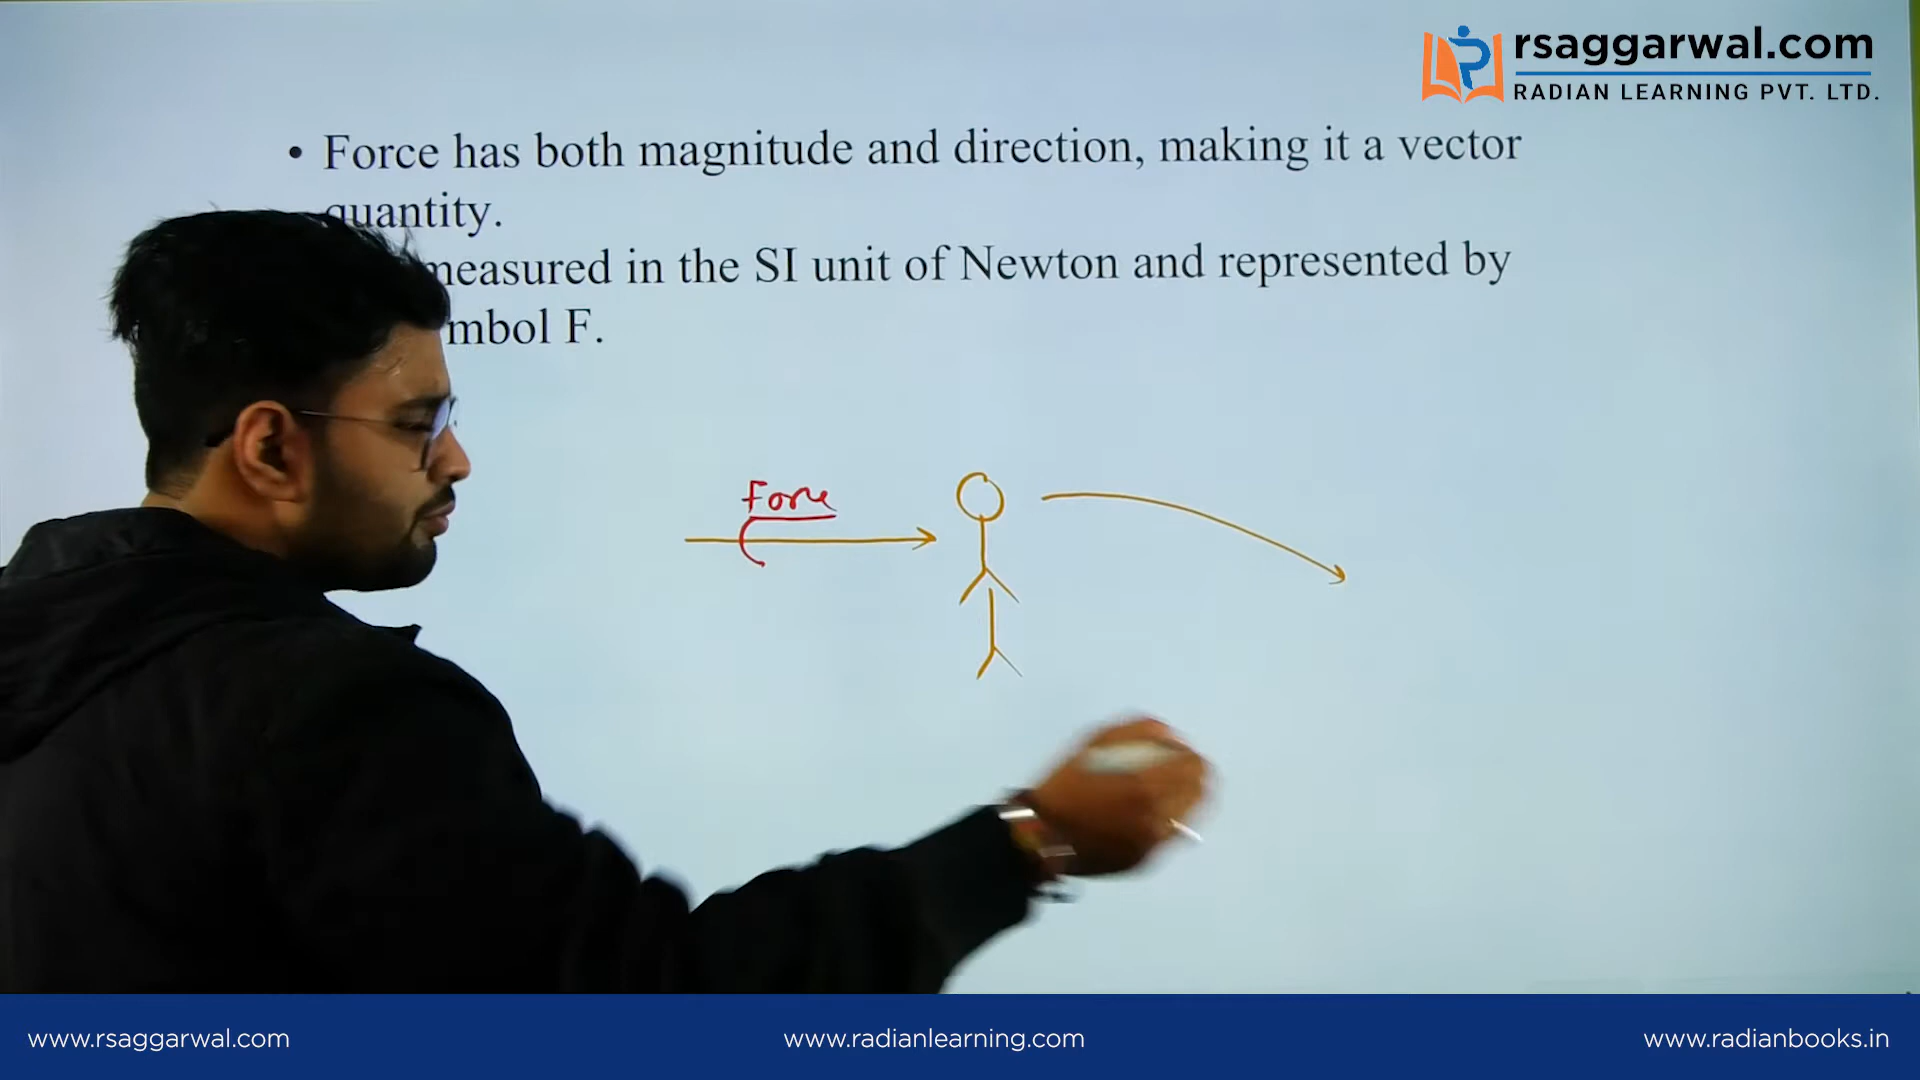 rsaggarwal.com
RADIAN LEARNING PVT. LTD.
• Force has both magnitude and direction, making it a vector
quantity.
measured in the SI unit of Newton and represented by
mbol F.
Force
www.rsaggarwal.com
www.radianlearning.com
www.radianbooks.in